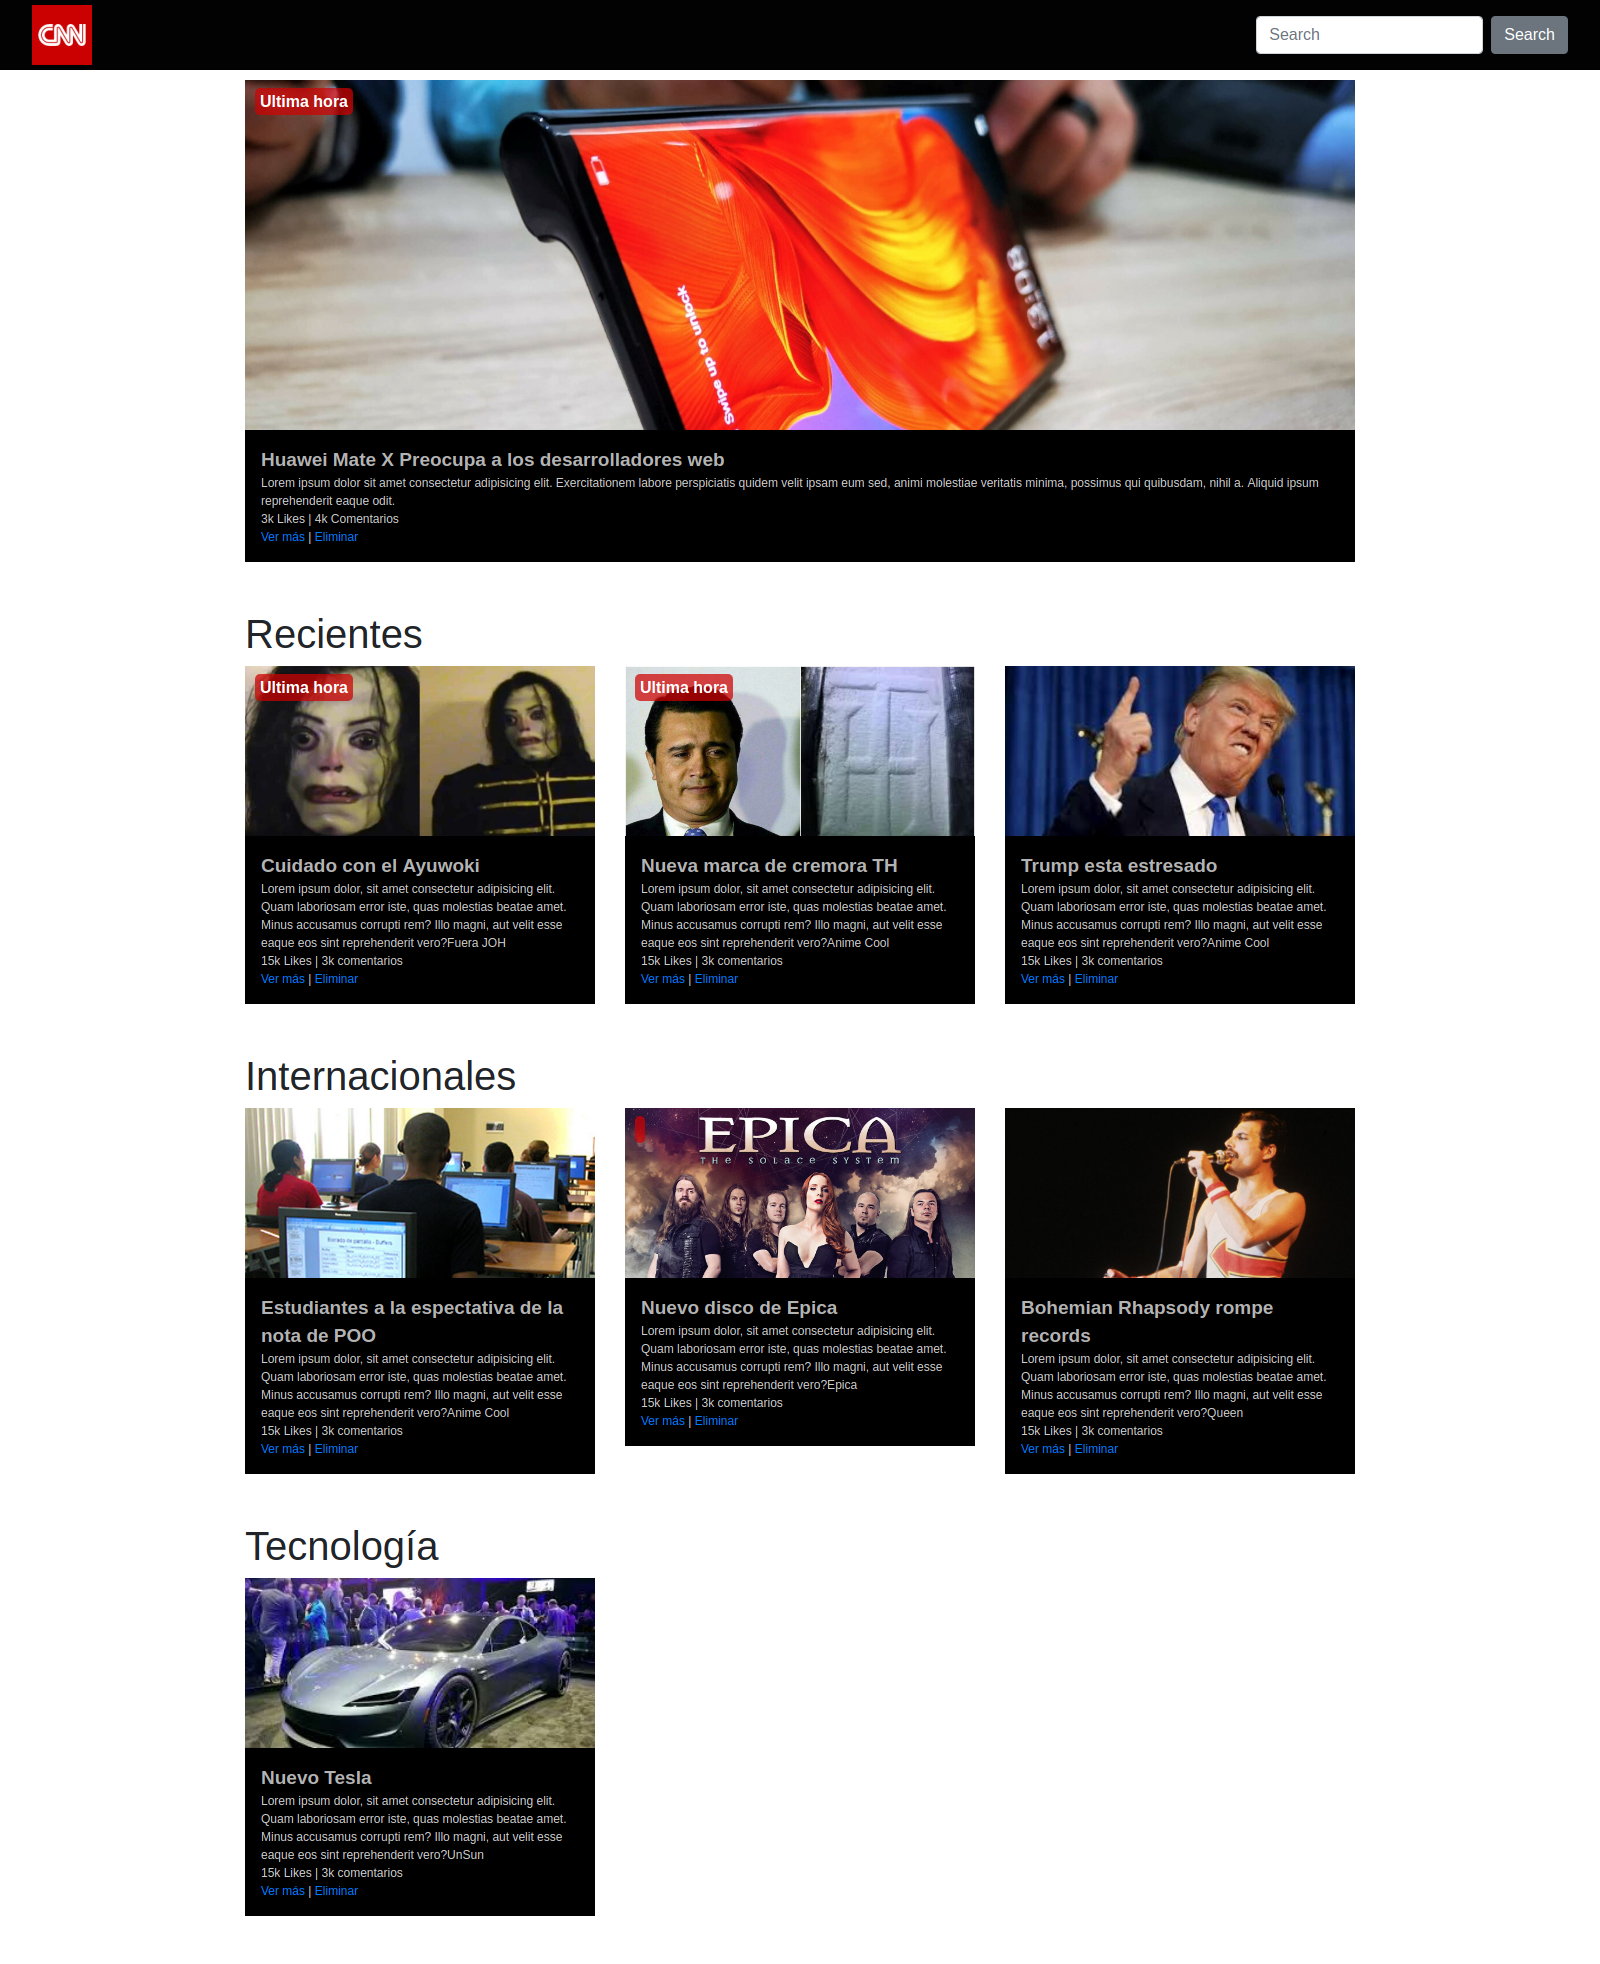 CNN
Search Search
Ultima hora
Swipe up to unlock
Huawei Mate X Preocupa a los desarrolladores web
Lorem ipsum dolor sit amet consectetur adipisicing elit. Exercitationem labore perspiciatis quidem velit ipsam eum sed, animi molestiae veritatis minima, possimus qui quibusdam, nihil a. Aliquid ipsum
reprehenderit eaque odit.
3k Likes | 4k Comentarios
Ver más | Eliminar
Recientes
Ultima hora
Cuidado con el Ayuwoki
Lorem ipsum dolor, sit amet consectetur adipisicing elit.
Quam laboriosam error iste, quas molestias beatae amet.
Minus accusamus corrupti rem? Illo magni, aut velit esse
eaque eos sint reprehenderit vero?Fuera JOH
15k Likes | 3k comentarios
Ver más | Eliminar
Ultima hora
Nueva marca de cremora TH
Lorem ipsum dolor, sit amet consectetur adipisicing elit.
Quam laboriosam error iste, quas molestias beatae amet.
Minus accusamus corrupti rem? Illo magni, aut velit esse
eaque eos sint reprehenderit vero?Anime Cool
15k Likes | 3k comentarios
Ver más | Eliminar
Trump esta estresado
Lorem ipsum dolor, sit amet consectetur adipisicing elit.
Quam laboriosam error iste, quas molestias beatae amet.
Minus accusamus corrupti rem? Illo magni, aut velit esse
eaque eos sint reprehenderit vero?Anime Cool
15k Likes | 3k comentarios
Ver más | Eliminar
Internacionales
Estudiantes a la espectativa de la
nota de POO
Lorem ipsum dolor, sit amet consectetur adipisicing elit.
Quam laboriosam error iste, quas molestias beatae amet.
Minus accusamus corrupti rem? Illo magni, aut velit esse
eaque eos sint reprehenderit vero?Anime Cool
15k Likes | 3k comentarios
Ver más | Eliminar
EPICA
THE SOLACE SYSTEM
Nuevo disco de Epica
Lorem ipsum dolor, sit amet consectetur adipisicing elit.
Quam laboriosam error iste, quas molestias beatae amet.
Minus accusamus corrupti rem? Illo magni, aut velit esse
eaque eos sint reprehenderit vero?Epica
15k Likes | 3k comentarios
Ver más | Eliminar
Bohemian Rhapsody rompe
records
Lorem ipsum dolor, sit amet consectetur adipisicing elit.
Quam laboriosam error iste, quas molestias beatae amet.
Minus accusamus corrupti rem? Illo magni, aut velit esse
eaque eos sint reprehenderit vero?Queen
15k Likes | 3k comentarios
Ver más | Eliminar
Tecnología
Nuevo Tesla
Lorem ipsum dolor, sit amet consectetur adipisicing elit.
Quam laboriosam error iste, quas molestias beatae amet.
Minus accusamus corrupti rem? Illo magni, aut velit esse
eaque eos sint reprehenderit vero?UnSun
15k Likes | 3k comentarios
Ver más | Eliminar